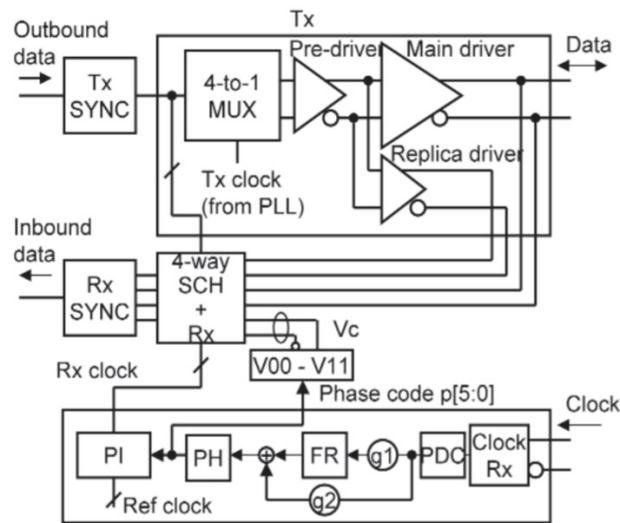 Tx
Outbound
data
Tx
SYNC
4-to-1
MUX
Pre-driver
Main driver
Data
Replica driver
Tx clock
(from PLL)
Inbound
data
Rx
SYNC
4-way
SCH
+
Rx
Vc
V00 - V11
Rx clock
Phase code p[5:0]
Clock
PI
PH
+
FR
g1
PDC
Clock
Rx
g2
Ref clock